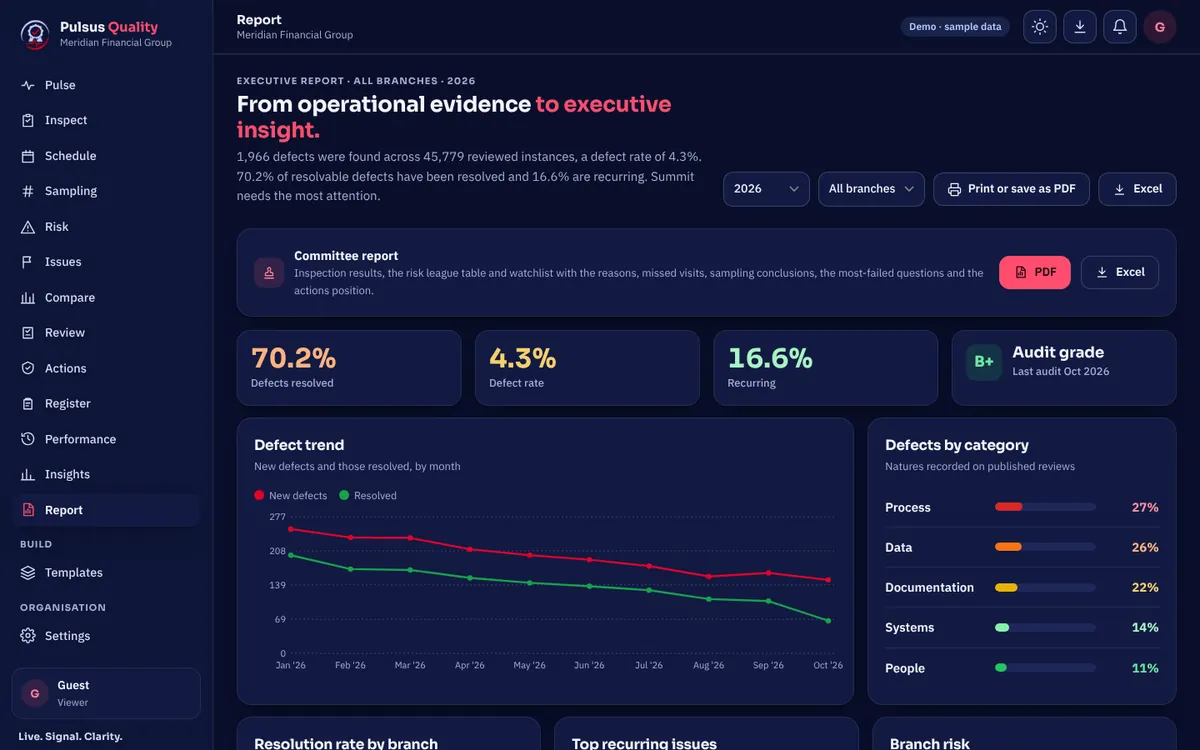 Pulsus Quality
Meridian Financial Group
Pulse
Inspect
Schedule
Sampling
Risk
Issues
Compare
Review
Actions
Register
Performance
Insights
Report
BUILD
Templates
ORGANISATION
Settings
G
Guest
Viewer
Live. Signal. Clarity.
Report
Meridian Financial Group
Demo · sample data
G
EXECUTIVE REPORT · ALL BRANCHES · 2026
From operational evidence to executive
insight.
1,966 defects were found across 45,779 reviewed instances, a defect rate of 4.3%.
70.2% of resolvable defects have been resolved and 16.6% are recurring. Summit
needs the most attention.
2026
All branches
Print or save as PDF
Excel
Committee report
Inspection results, the risk league table and watchlist with the reasons, missed visits, sampling conclusions, the most-failed questions and the
actions position.
PDF
Excel
70.2%
Defects resolved
4.3%
Defect rate
16.6%
Recurring
B+
Audit grade
Last audit Oct 2026
Defect trend
New defects and those resolved, by month
New defects
Resolved
277
208
139
69
0
Jan '26
Feb '26
Mar '26
Apr '26
May '26
Jun '26
Jul '26
Aug '26
Sep '26
Oct '26
Defects by category
Natures recorded on published reviews
Process 27%
Data 26%
Documentation 22%
Systems 14%
People 11%
Resolution rate by branch
Top recurring issues
Branch risk